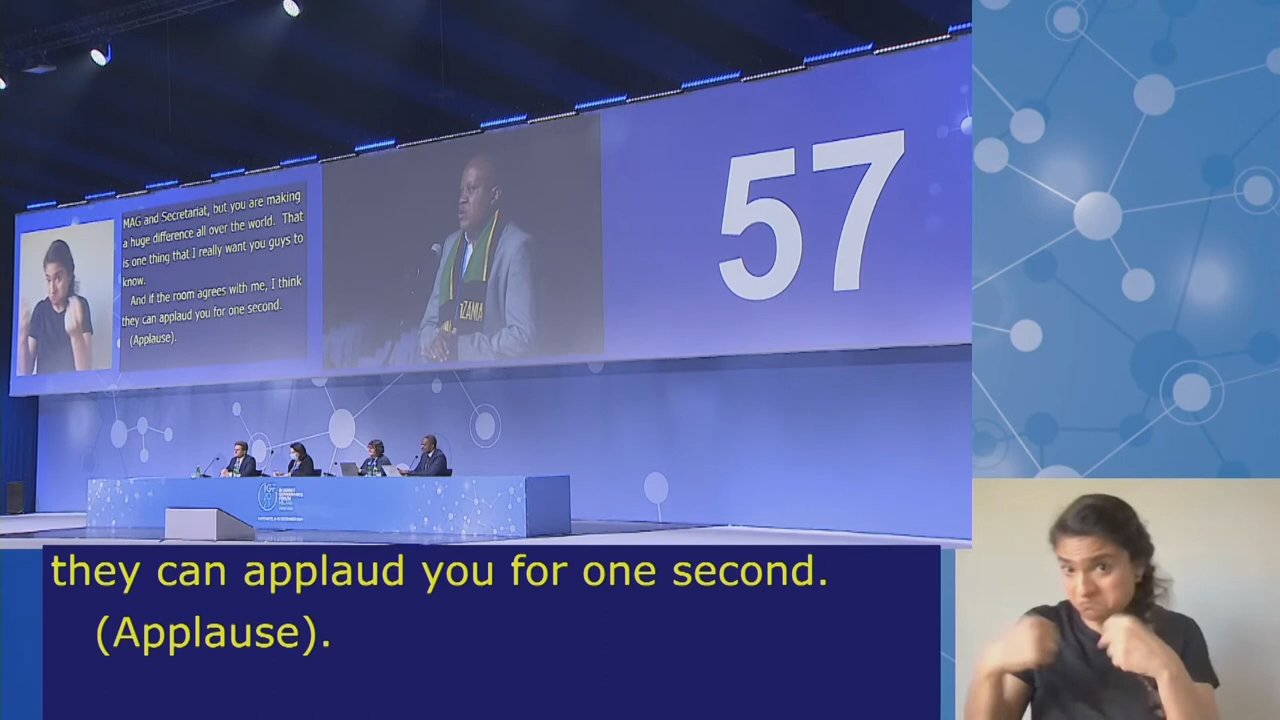 MAG and Secretariat, but you are making
a huge difference all over the world. That
is one thing that I really want you guys to
know.
And if the room agrees with me, I think
they can applaud you for one second.
(Applause).
ZANIA
57
they can applaud you for one second.
(Applause).